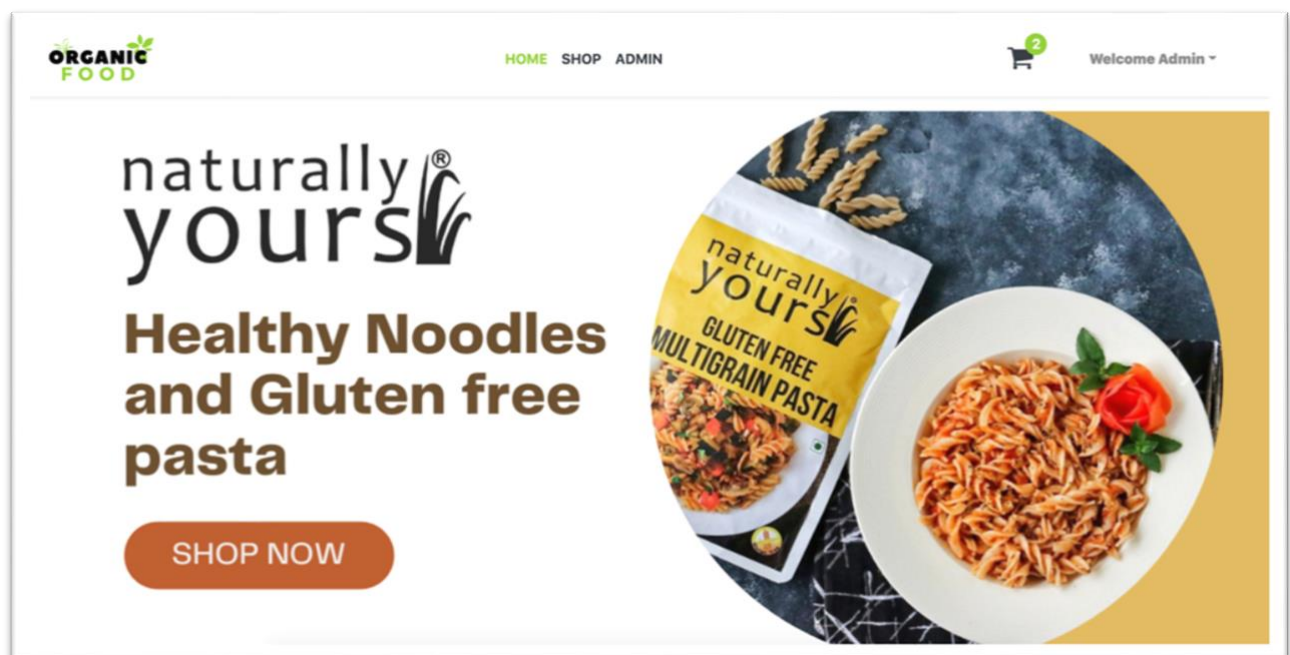 ORGANIC
FOOD
HOME SHOP ADMIN
2
Welcome Admin
naturally ®
yours
Healthy Noodles
and Gluten free
pasta
SHOP NOW
naturally
yours
GLUTEN FREE
MULTIGRAIN PASTA